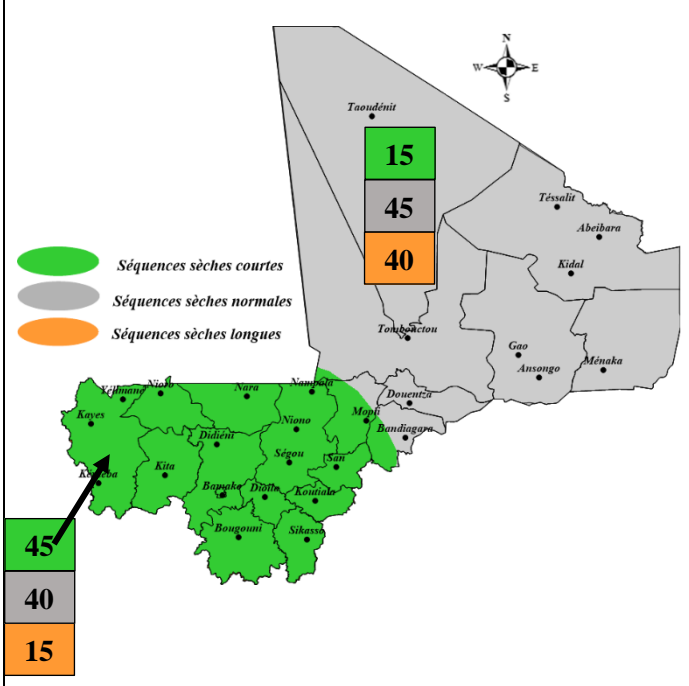 N
W E
S
Taoudénit
15
45
40
Téssalit
Abeibara
Kidal
Séquences sèches courtes
Séquences sèches normales
Séquences sèches longues
Tombouctou
Gao
Ansongo
Ménaka
Yélimané
Nioro
Nara
Nampala
Douentza
Kayes
Mopti
Niono
Bandiagara
Didiéni
Ségou
San
Kita
Kéniéba
Bamako
Dioïla
Koutiala
Bougouni
Sikasso
45
40
15